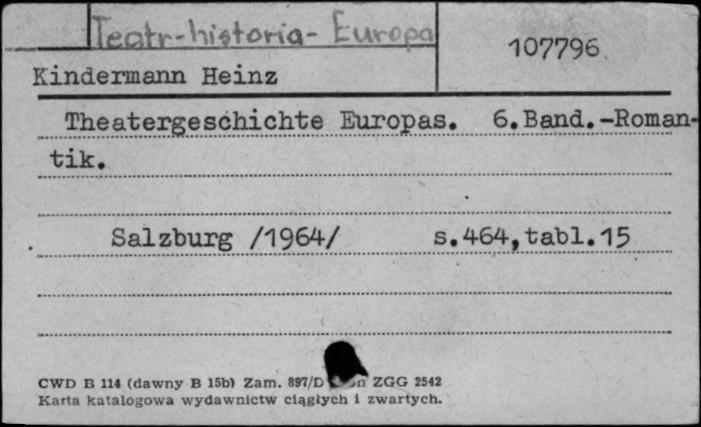 Teatr-historia- Europa
107796
Kindermann Heinz
Theatergeschichte Europas. 6.Band.-Roman-
tik.
Salzburg /1964/ s.464,tabl.15
CWD B 114 (dawny B 15b) Zam. 897/D ZGG 2542
Karta katalogowa wydawnictw ciągłych i zwartych.